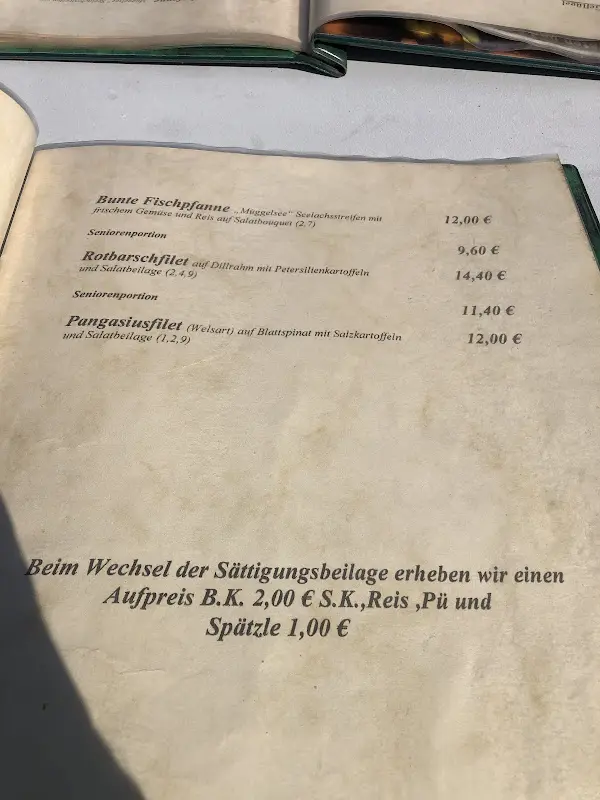 Geflügel
Bunte Fischpfanne „Müggelsee“ Seelachsstreifen mit 12,00 €
frischem Gemüse und Reis auf Salatbouquet (2,7)
Seniorenportion 9,60 €
Rotbarschfilet auf Dillrahm mit Petersilienkartoffeln 14,40 €
und Salatbeilage (2,4,9)
Seniorenportion 11,40 €
Pangasiusfilet (Welsart) auf Blattspinat mit Salzkartoffeln 12,00 €
und Salatbeilage (1,2,9)
Beim Wechsel der Sättigungsbeilage erheben wir einen
Aufpreis B.K. 2,00 € S.K.,Reis ,Pü und
Spätzle 1,00 €